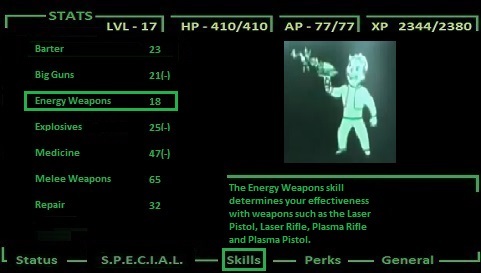 STATS
LVL - 17 HP - 410/410 AP - 77/77 XP 2344/2380
Barter 23
Big Guns 21(-)
Energy Weapons 18
Explosives 25(-)
Medicine 47(-)
Melee Weapons 65
Repair 32
The Energy Weapons skill
determines your effectiveness
with weapons such as the Laser
Pistol, Laser Rifle, Plasma Rifle
and Plasma Pistol.
Status S.P.E.C.I.A.L. Skills Perks General